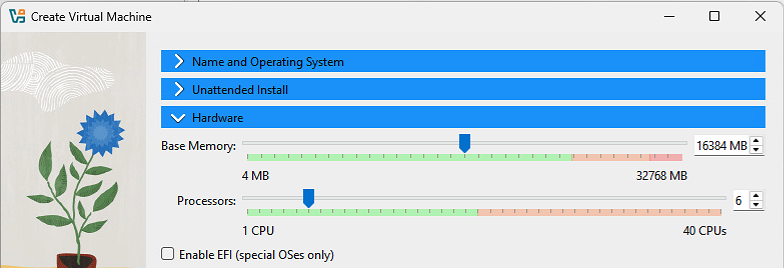 Create Virtual Machine
Name and Operating System
Unattended Install
Hardware
Base Memory: 16384 MB
4 MB 32768 MB
Processors: 6
1 CPU 40 CPUs
Enable EFI (special OSes only)